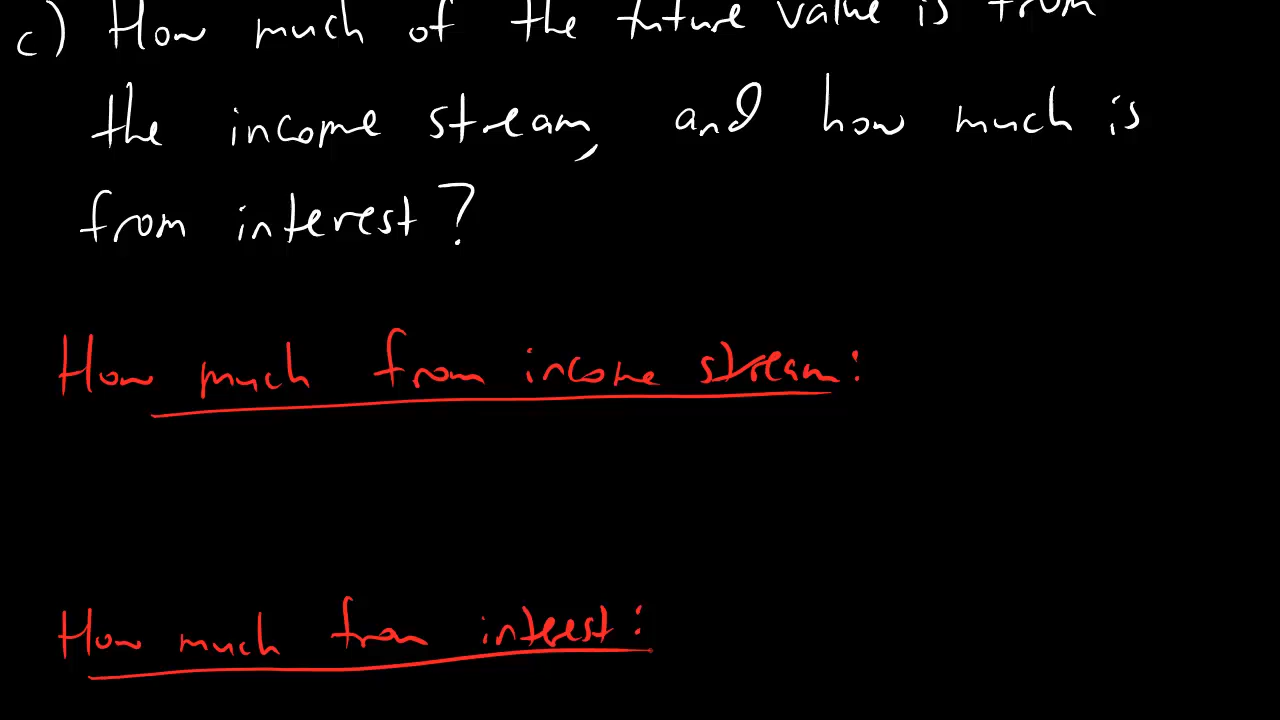 c) How much of the future value is from
the income stream, and how much is
from interest?
How much from income stream:
How much from interest: